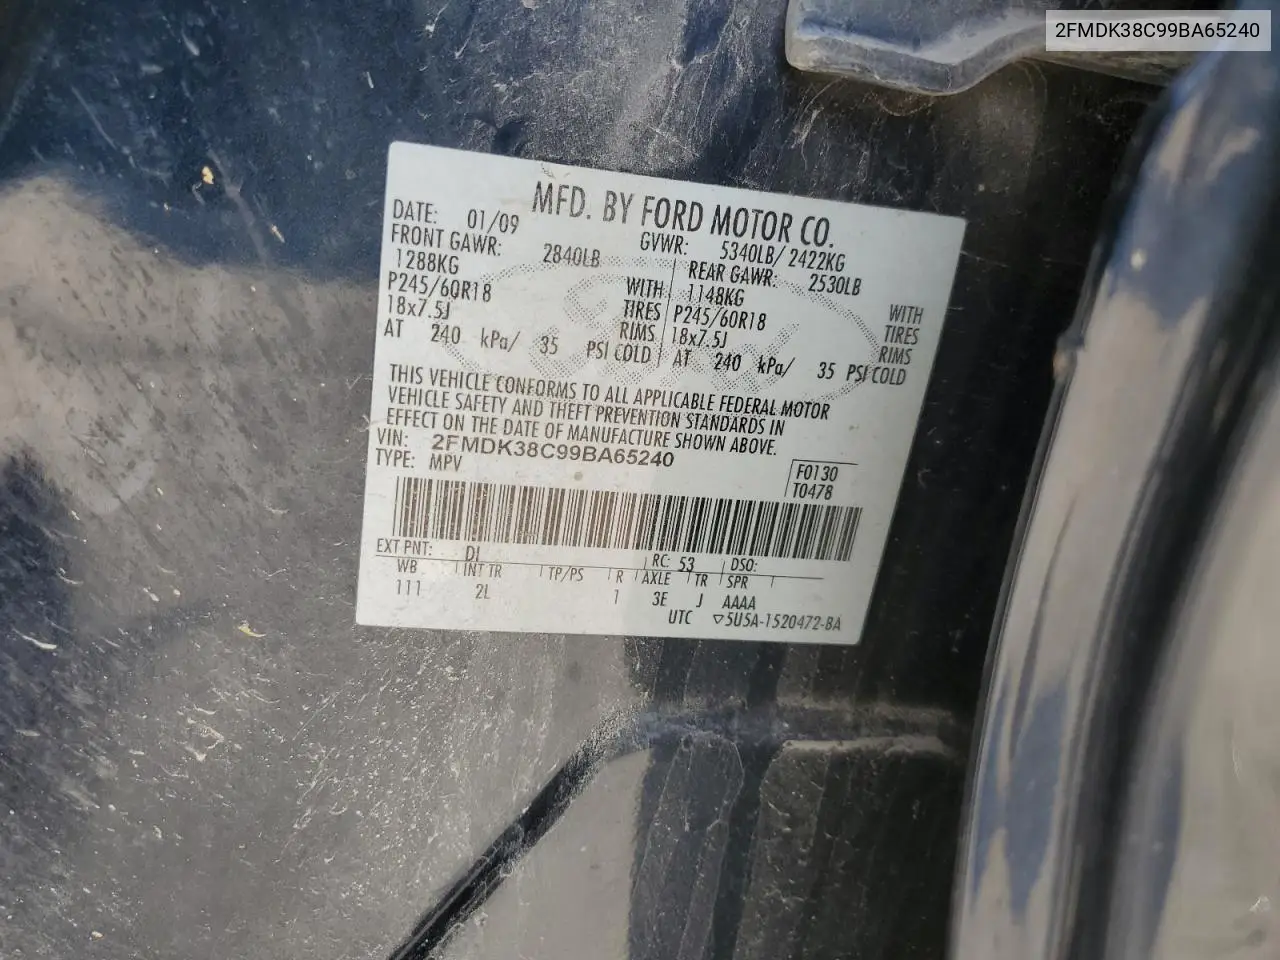 2FMDK38C99BA65240
MFD. BY FORD MOTOR CO.
DATE: 01/09 GVWR: 5340LB/ 2422KG
FRONT GAWR: 2840LB REAR GAWR: 2530LB
1288KG WITH 1148KG WITH
P245/60R18 TIRES P245/60R18 TIRES
18x7.5J RIMS 18x7.5J RIMS
AT 240 kPa/ 35 PSI COLD AT 240 kPa/ 35 PSI COLD
THIS VEHICLE CONFORMS TO ALL APPLICABLE FEDERAL MOTOR
VEHICLE SAFETY AND THEFT PREVENTION STANDARDS IN
EFFECT ON THE DATE OF MANUFACTURE SHOWN ABOVE.
VIN: 2FMDK38C99BA65240
TYPE: MPV
F0130
T0478
EXT PNT: DL RC: 53 DSO:
WB INT TR TP/PS R AXLE TR SPR
111 2L 1 3E J AAAA
UTC ▽5U5A-1520472-BA